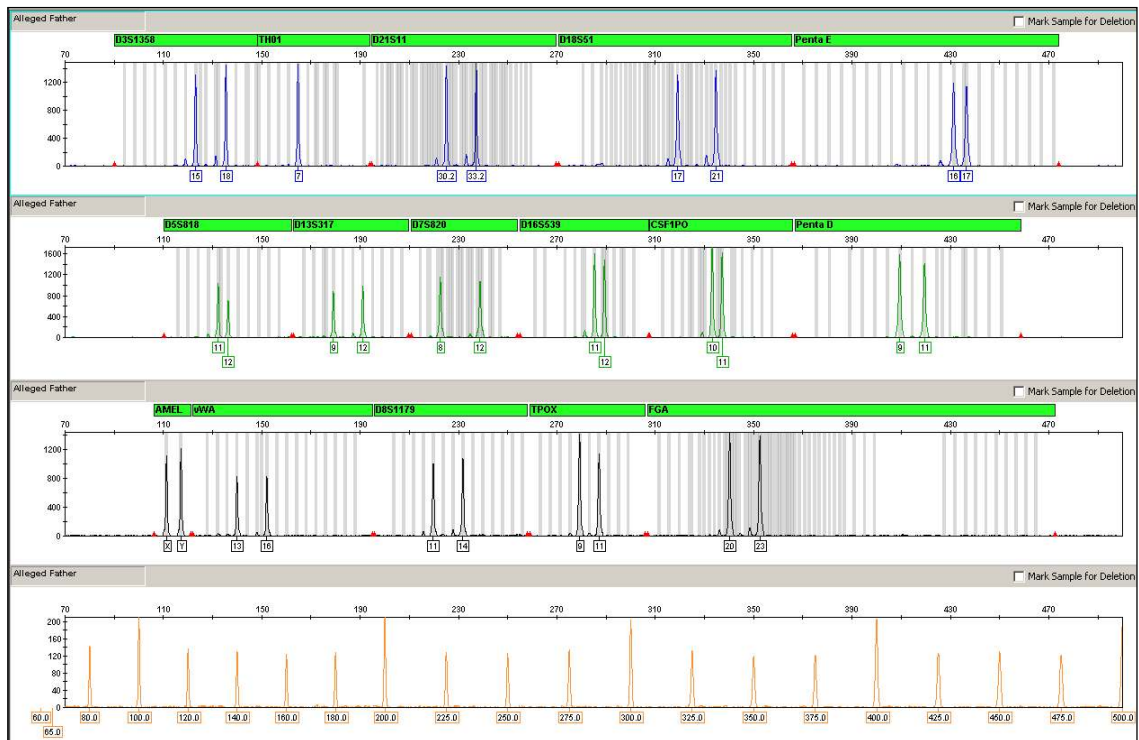 Alleged Father Mark Sample for Deletion
D3S1358 TH01 D21S11 D18S51 Penta E
70 110 150 190 230 270 310 350 390 430 470
1200
800
400
0
15 18 7 30.2 33.2 17 21 16 17
Alleged Father Mark Sample for Deletion
D5S818 D13S317 D7S820 D16S539 CSF1PO Penta D
70 110 150 190 230 270 310 350 390 430 470
1600
1200
800
400
0
11 9 12 8 12 11 10 9 11
12 12 11
Alleged Father Mark Sample for Deletion
AMEL vWA D8S1179 TPOX FGA
70 110 150 190 230 270 310 350 390 430 470
1200
800
400
0
X Y 13 16 11 14 9 11 20 23
Alleged Father Mark Sample for Deletion
70 110 150 190 230 270 310 350 390 430 470
200
160
120
80
40
0
60.0 80.0 100.0 120.0 140.0 160.0 180.0 200.0 225.0 250.0 275.0 300.0 325.0 350.0 375.0 400.0 425.0 450.0 475.0 500.0
65.0